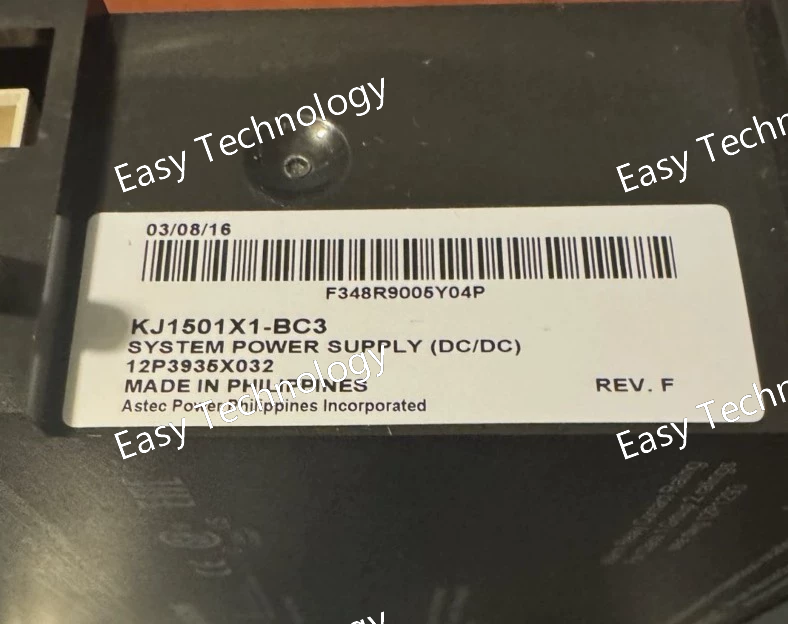 Easy Technology
Easy Techn
03/08/16
F348R9005Y04P
KJ1501X1-BC3
SYSTEM POWER SUPPLY (DC/DC)
12P3935X032
MADE IN PHILIPPINES
REV. F
Astec Power Philippines Incorporated
Easy Technology
Easy Techn